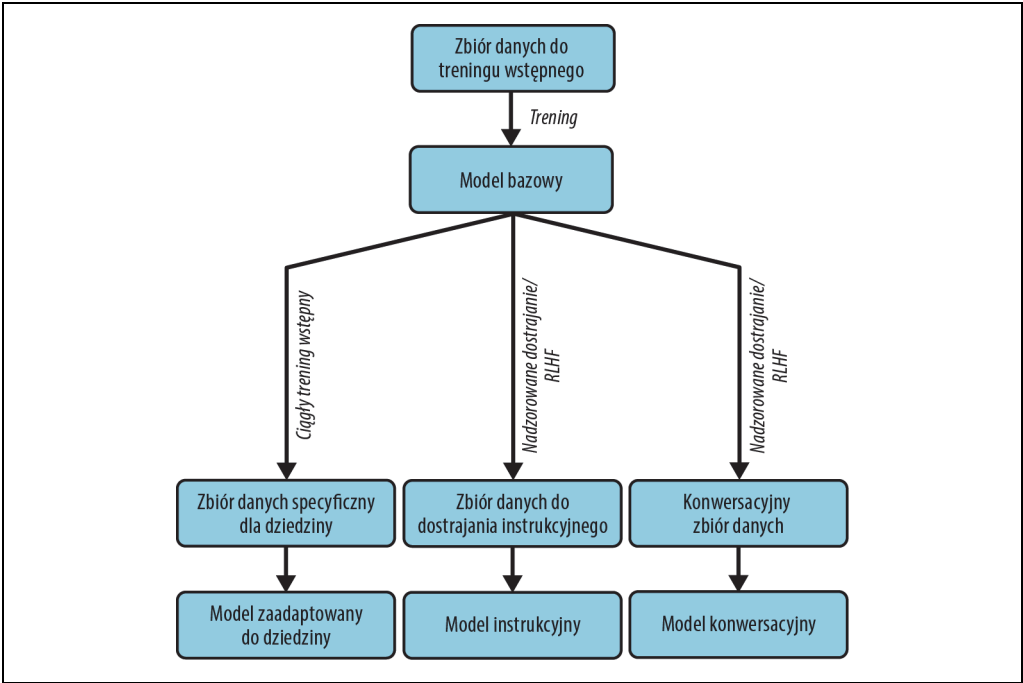 Zbiór danych do
treningu wstępnego
Trening
Model bazowy
Ciągły trening wstępny
Nadzorowane dostrajanie/
RLHF
Nadzorowane dostrajanie/
RLHF
Zbiór danych specyficzny
dla dziedziny
Zbiór danych do
dostrajania instrukcyjnego
Konwersacyjny
zbiór danych
Model zaadaptowany
do dziedziny
Model instrukcyjny
Model konwersacyjny